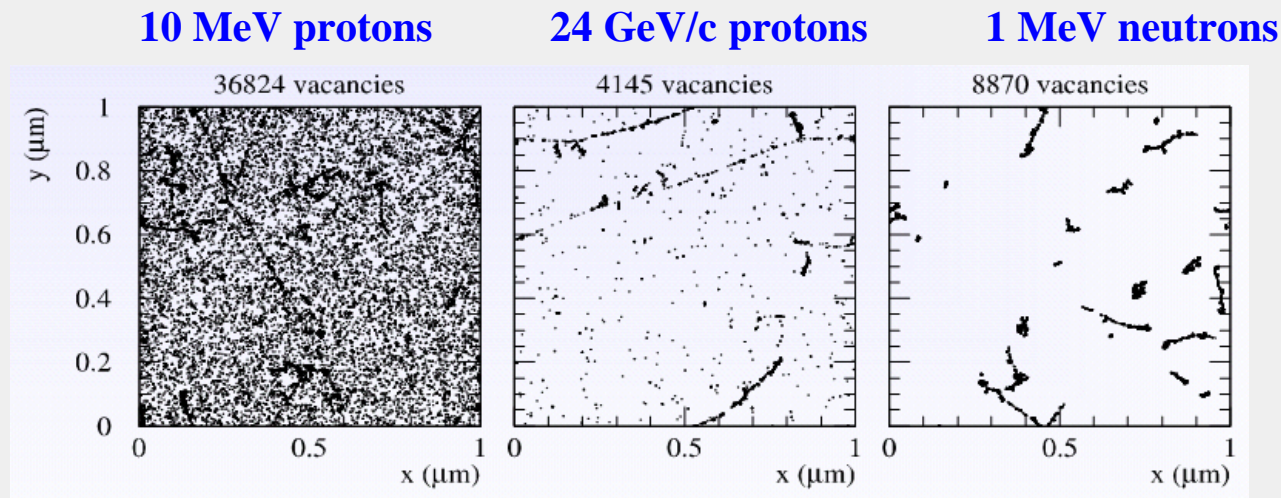 10 MeV protons 24 GeV/c protons 1 MeV neutrons
36824 vacancies 4145 vacancies 8870 vacancies
y (μm)
1
0.8
0.6
0.4
0.2
0
0 0.5 1 0 0.5 1 0 0.5 1
x (μm) x (μm) x (μm)